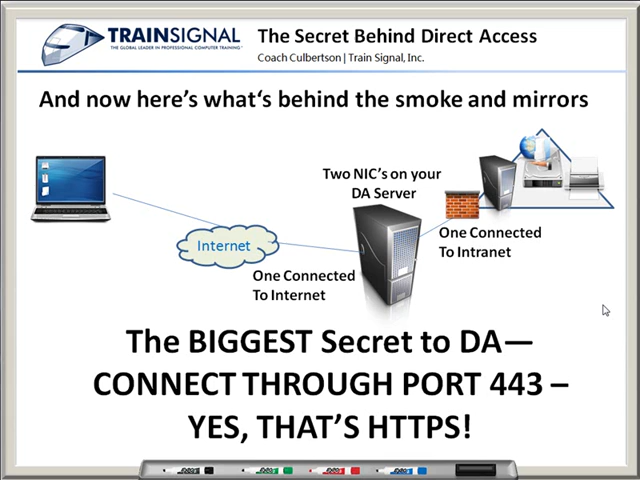 TRAINSIGNAL
THE GLOBAL LEADER IN PROFESSIONAL COMPUTER TRAINING
The Secret Behind Direct Access
Coach Culbertson | Train Signal, Inc.
And now here's what‘s behind the smoke and mirrors
Two NIC's on your
DA Server
One Connected
To Intranet
Internet
One Connected
To Internet
The BIGGEST Secret to DA—
CONNECT THROUGH PORT 443 –
YES, THAT'S HTTPS!